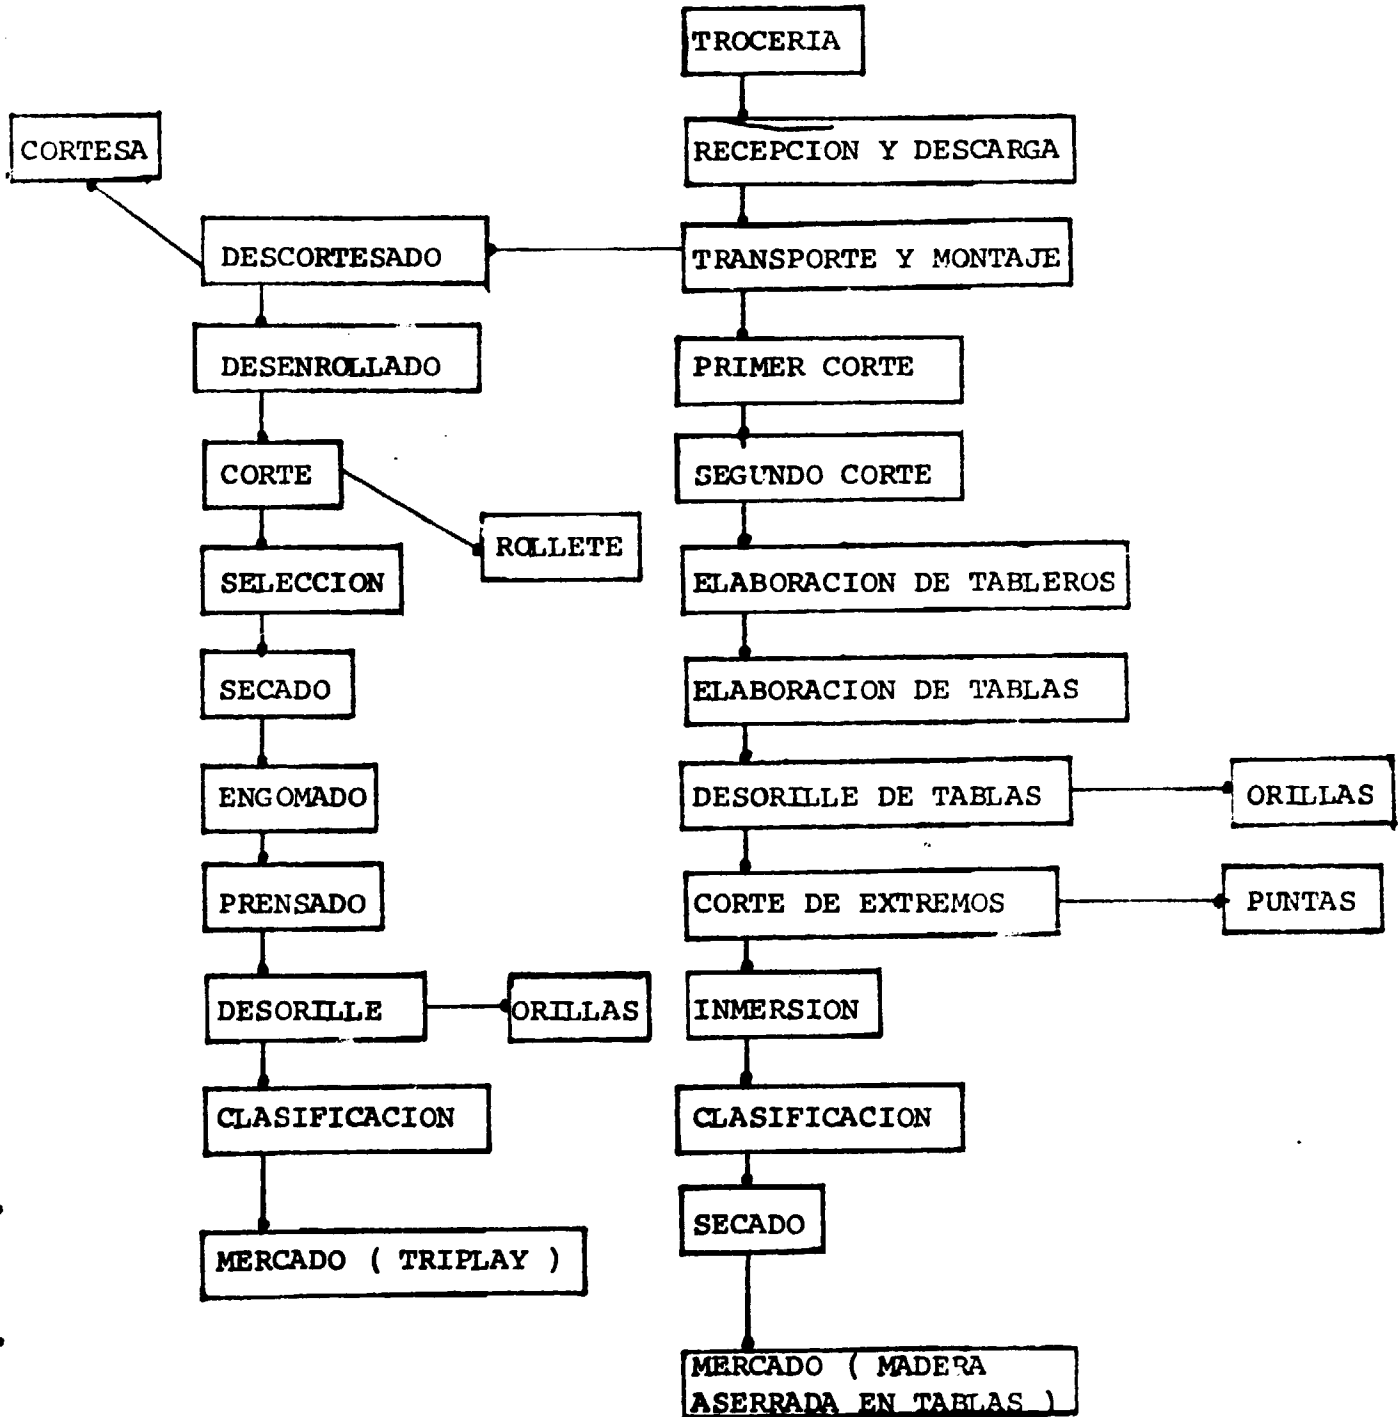 TROCERIA
CORTESA
RECEPCION Y DESCARGA
DESCORTESADO
TRANSPORTE Y MONTAJE
DESENROLLADO
PRIMER CORTE
CORTE
SEGUNDO CORTE
ROLLETE
SELECCION
ELABORACION DE TABLEROS
SECADO
ELABORACION DE TABLAS
ENGOMADO
DESORILLE DE TABLAS
ORILLAS
PRENSADO
CORTE DE EXTREMOS
PUNTAS
DESORILLE
ORILLAS
INMERSION
CLASIFICACION
CLASIFICACION
SECADO
MERCADO ( TRIPLAY )
MERCADO ( MADERA
ASERRADA EN TABLAS )